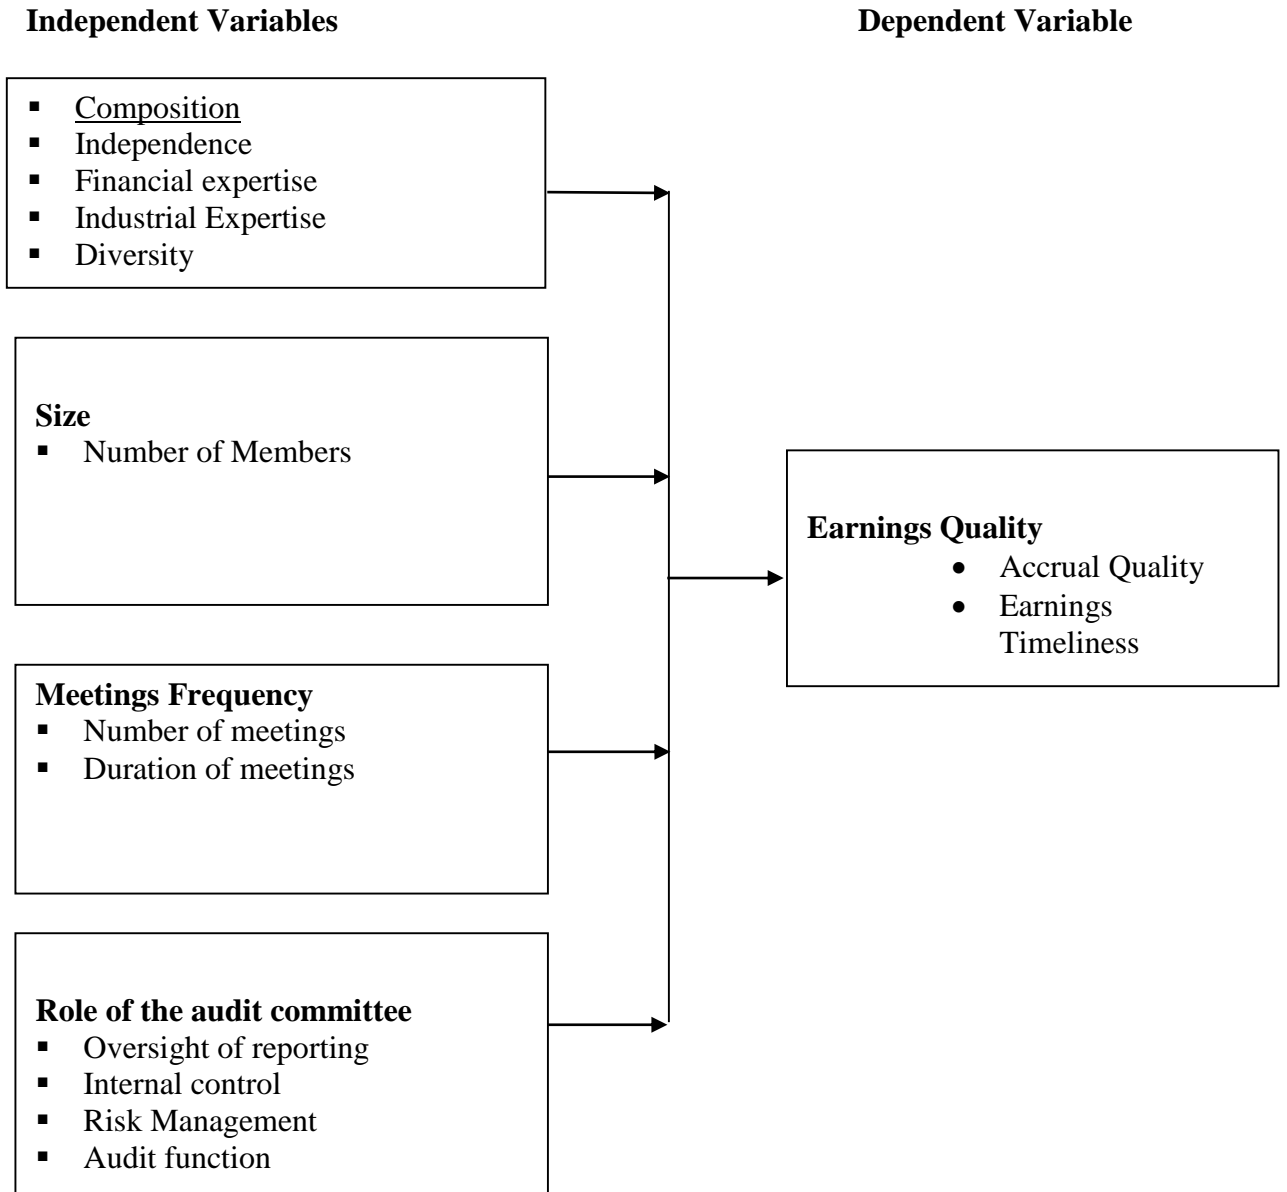 Independent Variables
Dependent Variable
▪ Composition
▪ Independence
▪ Financial expertise
▪ Industrial Expertise
▪ Diversity
Size
▪ Number of Members
Meetings Frequency
▪ Number of meetings
▪ Duration of meetings
Role of the audit committee
▪ Oversight of reporting
▪ Internal control
▪ Risk Management
▪ Audit function
Earnings Quality
• Accrual Quality
• Earnings
Timeliness